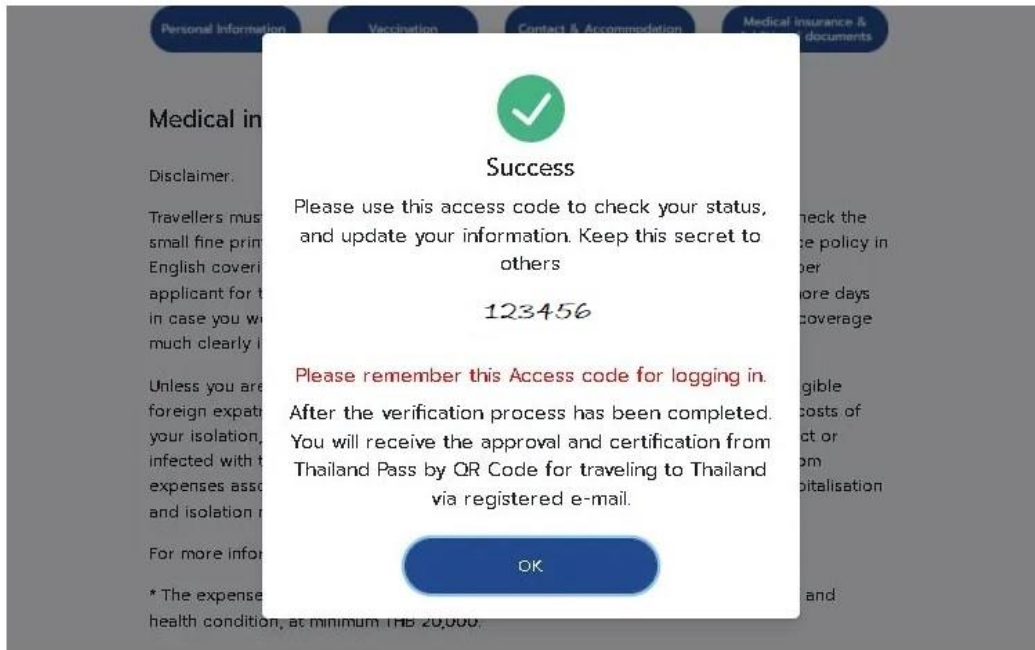 Personal Information
Vaccination
Contact & Accommodation
Medical insurance &
documents
Medical in
Disclaimer.
Travellers mus
heck the
small fine prin
ce policy in
English coveri
per
applicant for t
ore days
in case you w
coverage
much clearly i
Unless you are
gible
foreign expatr
costs of
your isolation,
ct or
infected with t
om
expenses asso
pitalisation
and isolation r
For more infor
* The expense
and
health condition, at minimum THB 20,000.
Success
Please use this access code to check your status,
and update your information. Keep this secret to
others
123456
Please remember this Access code for logging in.
After the verification process has been completed.
You will receive the approval and certification from
Thailand Pass by QR Code for traveling to Thailand
via registered e-mail.
OK